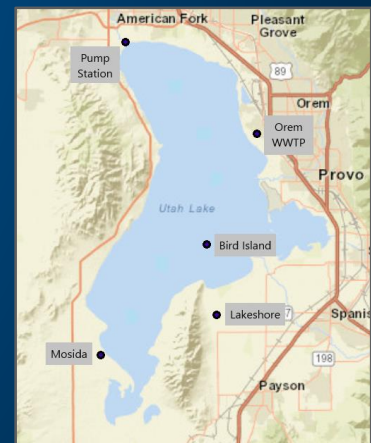 American Fork
Pleasant
Grove
Pump
Station
89
Orem
Orem
WWTP
Provo
Utah Lake
Bird Island
Lakeshore
Spanis
Mosida
198
Payson